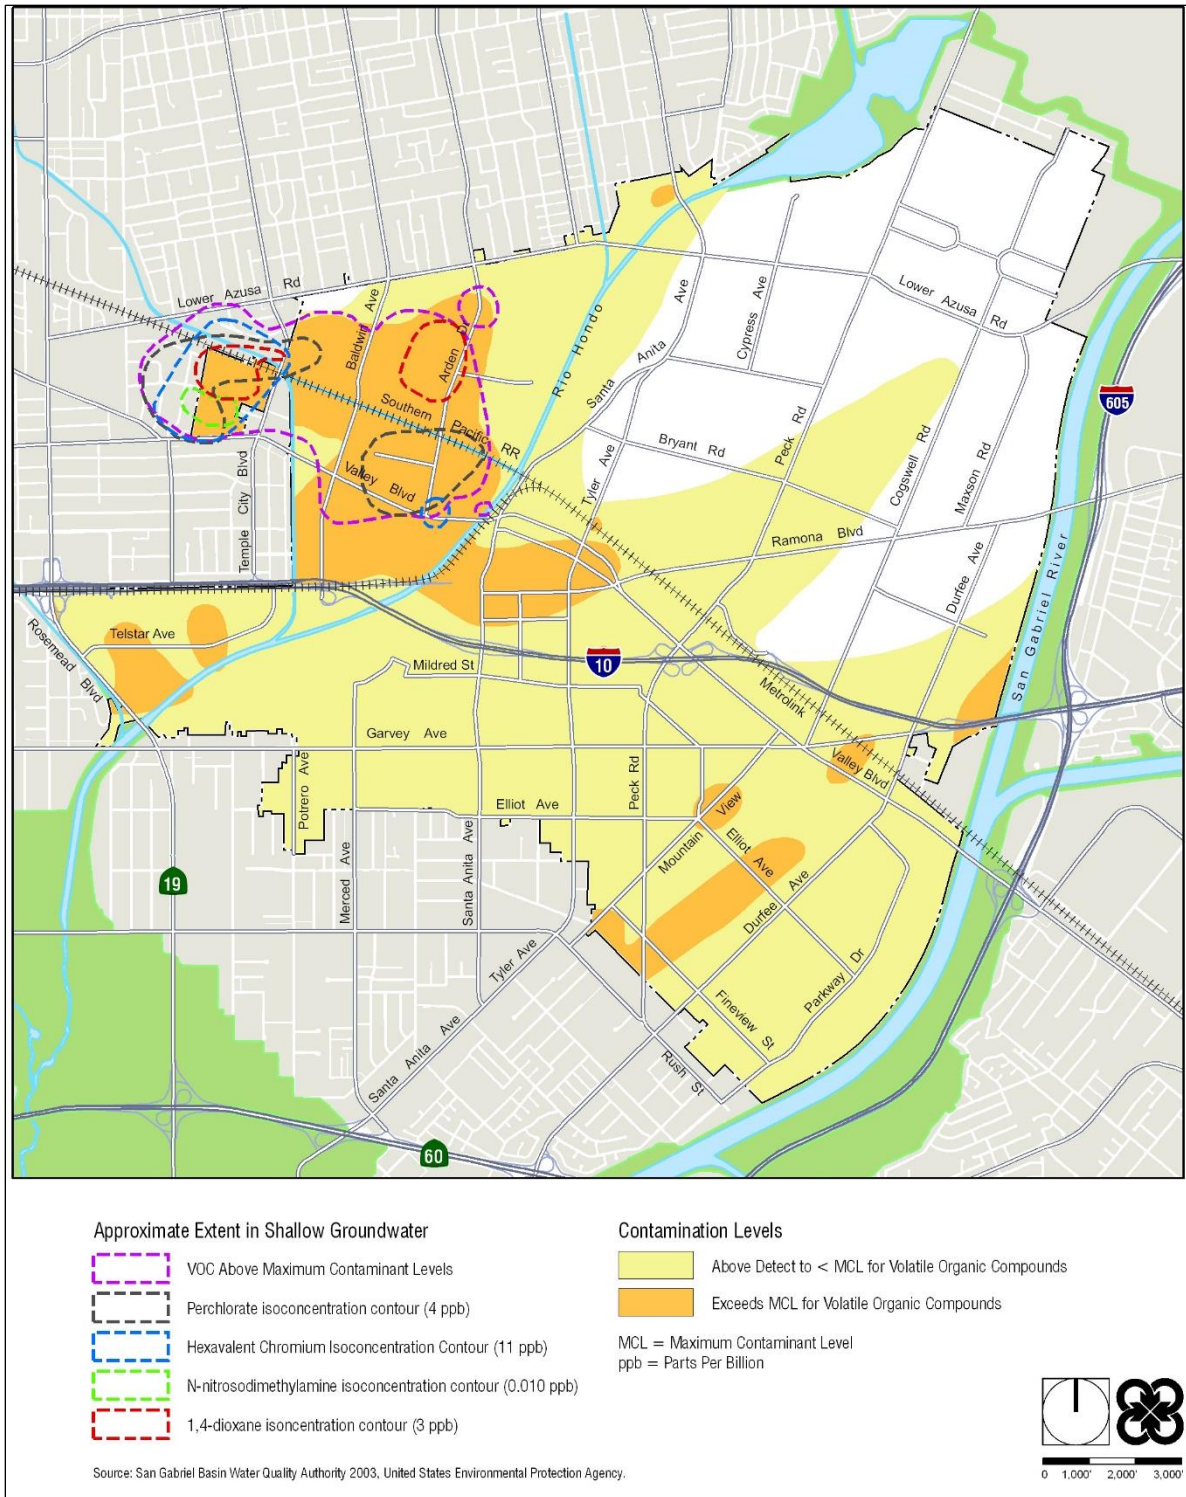 Lower Azusa Rd
Baldwin Ave
Arden Dr
Rio Hondo
Santa Anita Ave
Cypress Ave
Lower Azusa Rd
605
Southern Pacific RR
Bryant Rd
Peck Rd
Cogswell Rd
Maxson Rd
Tyler Ave
Valley Blvd
Temple City Blvd
Ramona Blvd
Durfee Ave
San Gabriel River
Rosemead Blvd
Telstar Ave
Mildred St
10
Metrolink
Garvey Ave
Valley Blvd
Potrero Ave
Elliot Ave
Peck Rd
Mountain View
Elliot Ave
19
Merced Ave
Santa Anita Ave
Durfee Ave
Tyler Ave
Parkway Dr
Fineview St
Santa Anita Ave
Rush St
60
Approximate Extent in Shallow Groundwater
VOC Above Maximum Contaminant Levels
Perchlorate isoconcentration contour (4 ppb)
Hexavalent Chromium Isoconcentration Contour (11 ppb)
N-nitrosodimethylamine isoconcentration contour (0.010 ppb)
1,4-dioxane isoncentration contour (3 ppb)
Contamination Levels
Above Detect to < MCL for Volatile Organic Compounds
Exceeds MCL for Volatile Organic Compounds
MCL = Maximum Contaminant Level
ppb = Parts Per Billion
0 1,000' 2,000' 3,000'
Source: San Gabriel Basin Water Quality Authority 2003, United States Environmental Protection Agency.